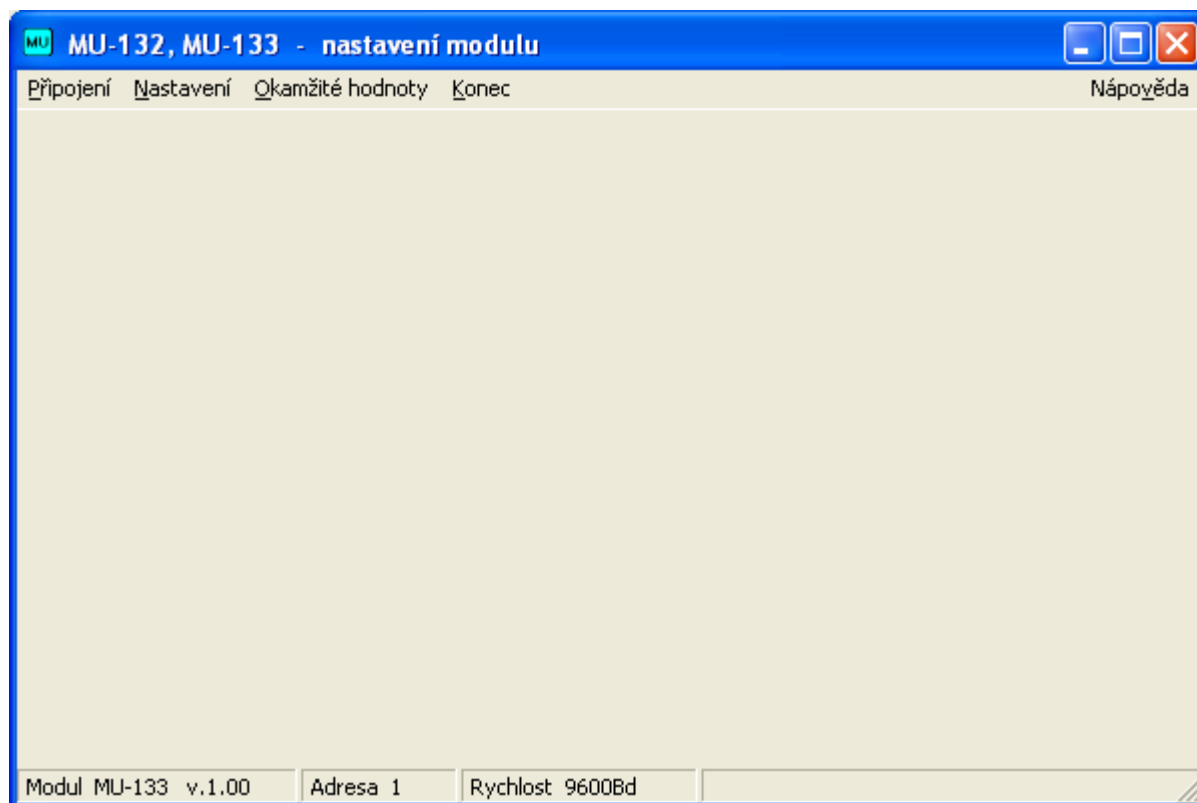 MU MU-132, MU-133 - nastavení modulu
Připojení Nastavení Okamžité hodnoty Konec Nápověda
Modul MU-133 v.1.00 Adresa 1 Rychlost 9600Bd